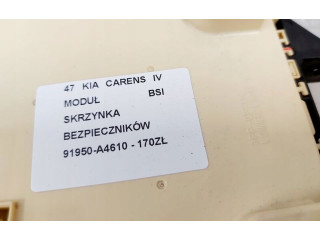 47 KIA CARENS IV
MODUŁ BSI
SKRZYNKA
BEZPIECZNIKÓW
91950-A4610 - 170ZŁ